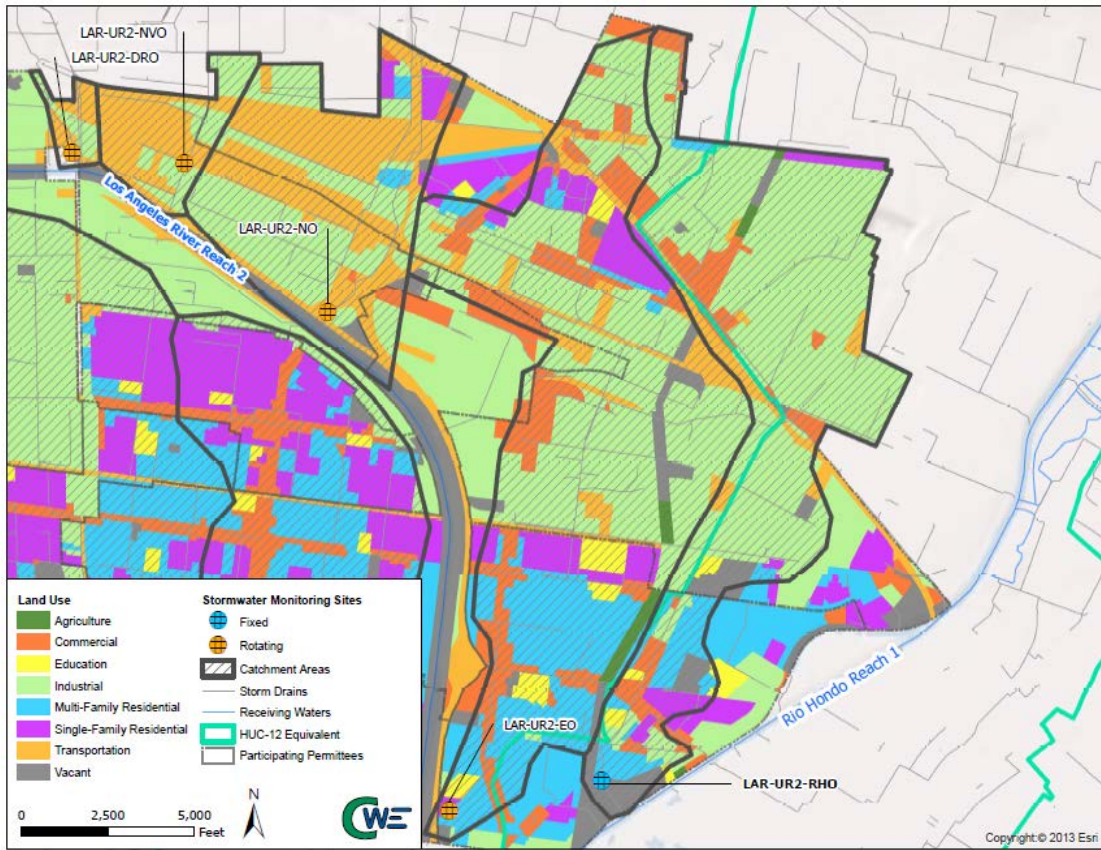 LAR-UR2-NVO
LAR-UR2-DRO
Los Angeles River Reach 2
LAR-UR2-NO
Land Use
Agriculture
Commercial
Education
Industrial
Multi-Family Residential
Single-Family Residential
Transportation
Vacant
Stormwater Monitoring Sites
Fixed
Rotating
Catchment Areas
Storm Drains
Receiving Waters
HUC-12 Equivalent
Participating Permittees
0 2,500 5,000
Feet
N
CWE
LAR-UR2-EO
LAR-UR2-RHO
Rio Hondo Reach 1
Copyright:© 2013 Esri